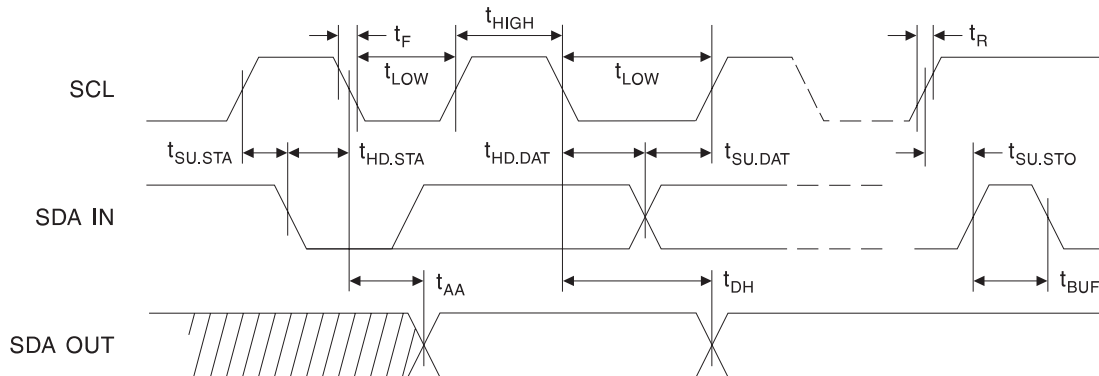 t_HIGH
t_F
t_R
SCL
t_LOW
t_LOW
t_SU.STA
t_HD.STA
t_HD.DAT
t_SU.DAT
t_SU.STO
SDA IN
t_AA
t_DH
t_BUF
SDA OUT